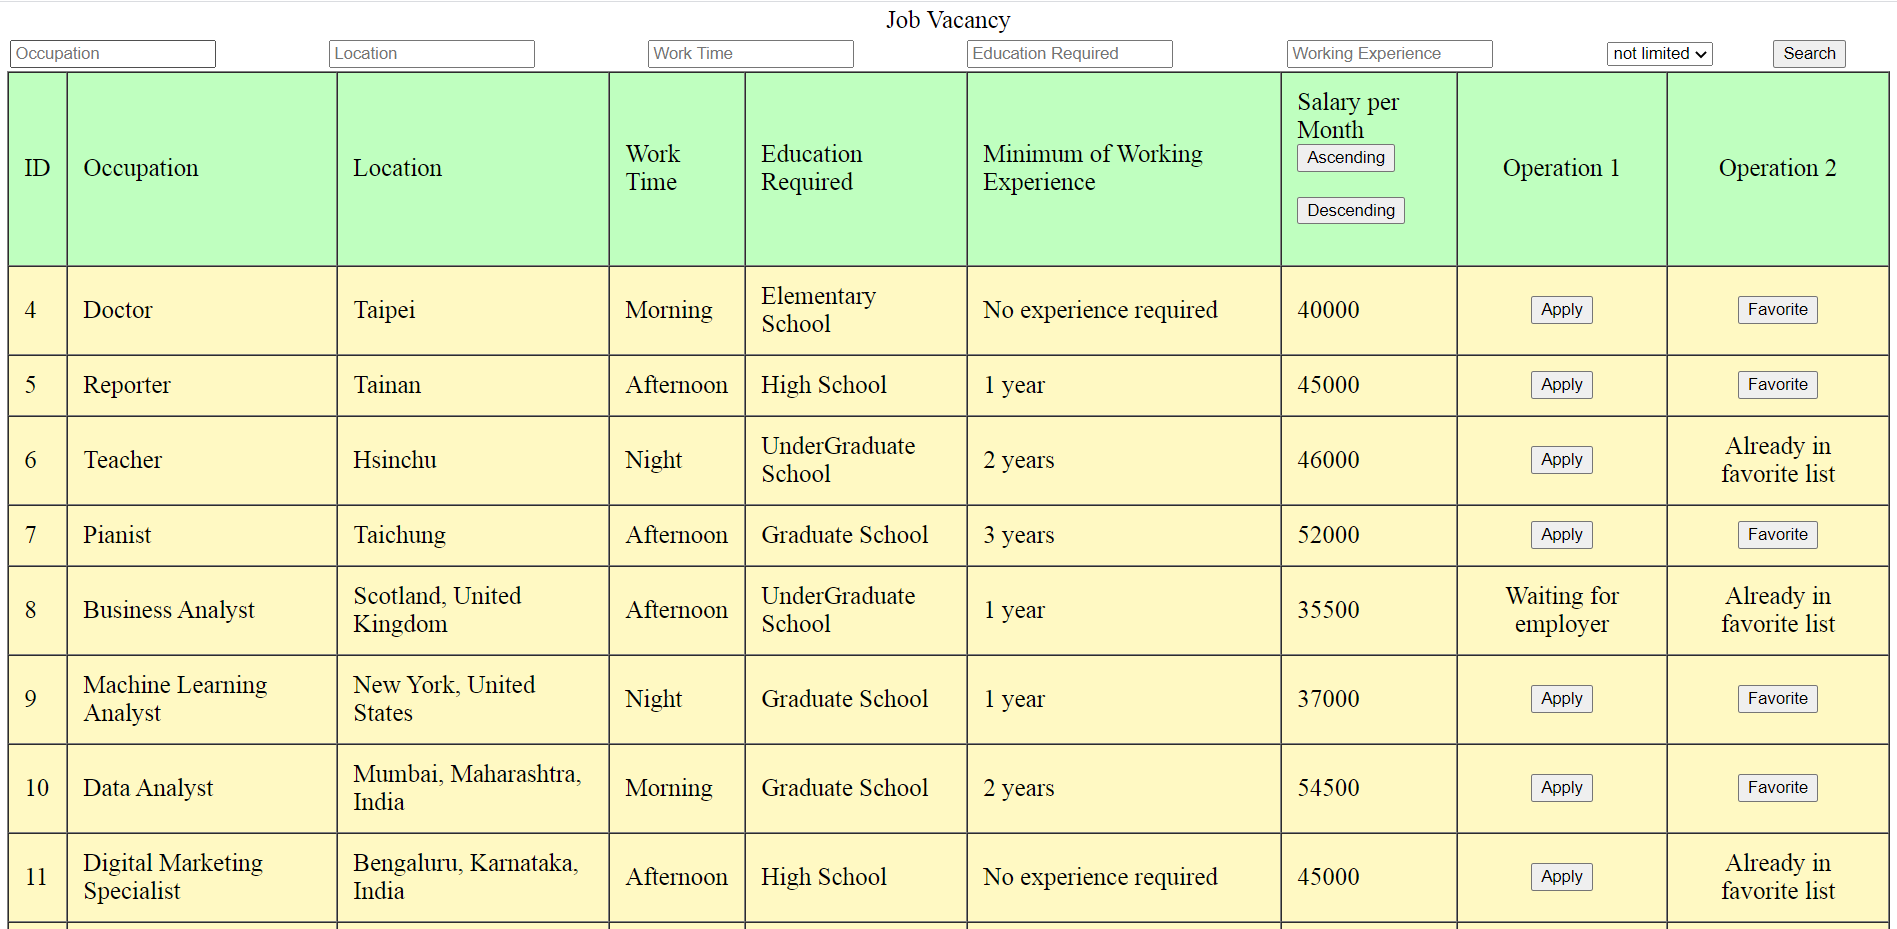 Job Vacancy
Occupation Location Work Time Education Required Working Experience not limited Search
ID Occupation Location Work Time Education Required Minimum of Working Experience Salary per Month Ascending Descending Operation 1 Operation 2
4 Doctor Taipei Morning Elementary School No experience required 40000 Apply Favorite
5 Reporter Tainan Afternoon High School 1 year 45000 Apply Favorite
6 Teacher Hsinchu Night UnderGraduate School 2 years 46000 Apply Already in favorite list
7 Pianist Taichung Afternoon Graduate School 3 years 52000 Apply Favorite
8 Business Analyst Scotland, United Kingdom Afternoon UnderGraduate School 1 year 35500 Waiting for employer Already in favorite list
9 Machine Learning Analyst New York, United States Night Graduate School 1 year 37000 Apply Favorite
10 Data Analyst Mumbai, Maharashtra, India Morning Graduate School 2 years 54500 Apply Favorite
11 Digital Marketing Specialist Bengaluru, Karnataka, India Afternoon High School No experience required 45000 Apply Already in favorite list